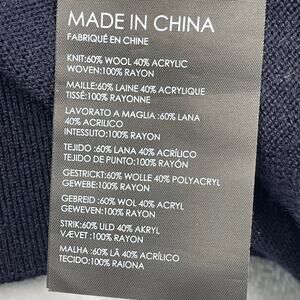 MADE IN CHINA
FABRIQUÉ EN CHINE
KNIT:60% WOOL 40% ACRYLIC
WOVEN:100% RAYON
MAILLE:60% LAINE 40% ACRYLIQUE
TISSÉ:100% RAYONNE
LAVORATO A MAGLIA :60% LANA
40% ACRILICO
INTESSUTO:100% RAYON
TEJIDO :60% LANA 40% ACRÍLICO
TEJIDO DE PUNTO:100% RAYÓN
GESTRICKT:60% WOLLE 40% POLYACRYL
GEWEBE:100% RAYON
GEBREID :60% WOL 40% ACRYL
GEWEVEN:100% RAYON
STRIK:60% ULD 40% AKRYL
VÆVET :100% RAYON
MALHA :60% LÃ 40% ACRÍLICO
TECIDO:100% RAIONA